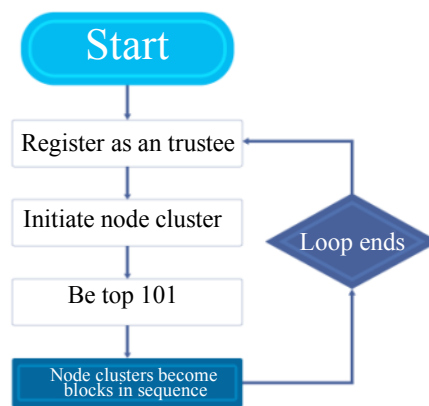 Start
Register as an trustee
Initiate node cluster
Loop ends
Be top 101
Node clusters become
blocks in sequence